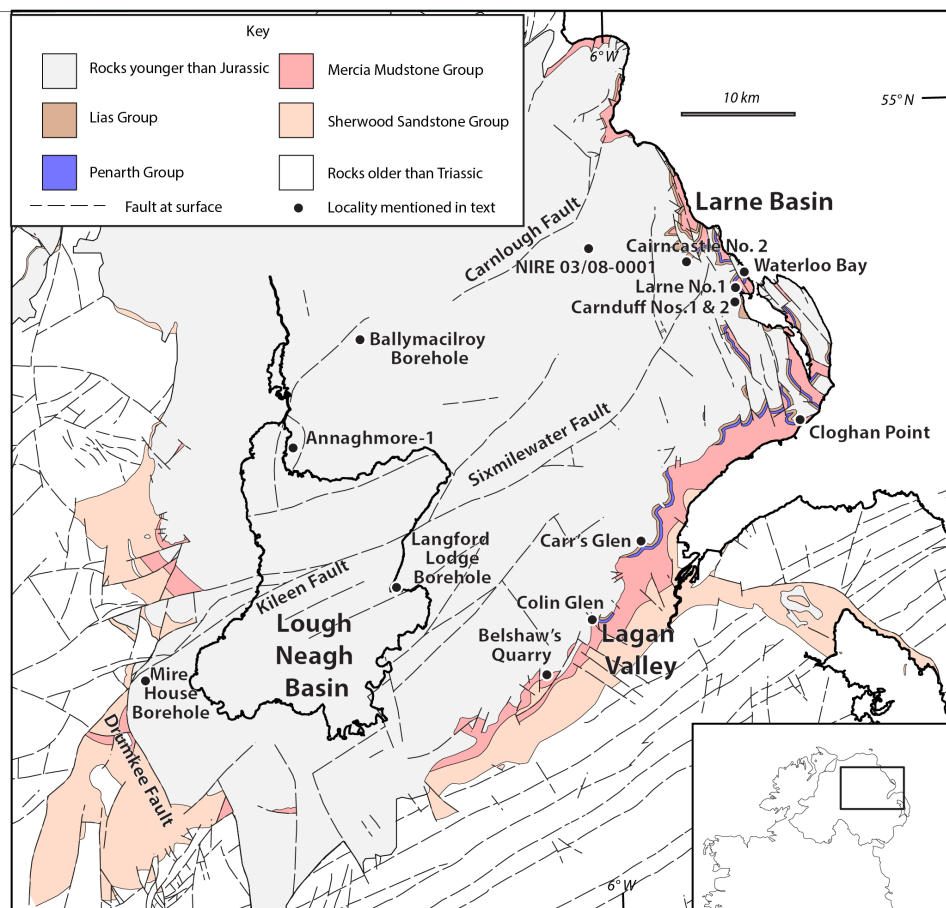 Key
Rocks younger than Jurassic
Mercia Mudstone Group
Lias Group
Sherwood Sandstone Group
Penarth Group
Rocks older than Triassic
Fault at surface
Locality mentioned in text
6° W
10 km
55° N
Larne Basin
Carnlough Fault
Cairncastle No. 2
NIRE 03/08-0001
Waterloo Bay
Larne No.1
Carnduff Nos.1 & 2
Ballymacilroy
Borehole
Annaghmore-1
Sixmilewater Fault
Cloghan Point
Langford
Lodge
Borehole
Carr's Glen
Kileen Fault
Colin Glen
Lough
Neagh
Basin
Belshaw's
Quarry
Lagan
Valley
Mire
House
Borehole
Drumkee Fault
6° W